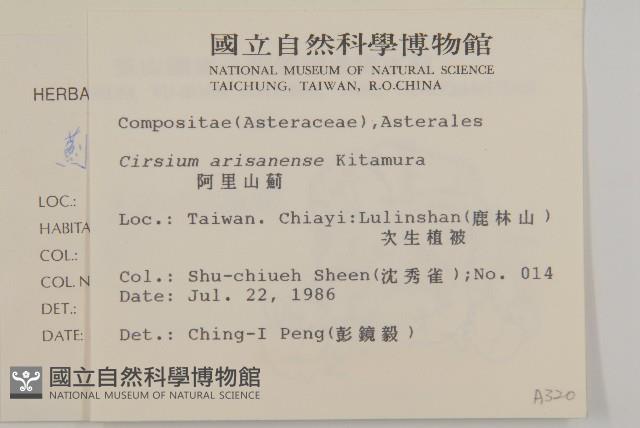 國立自然科學博物館
NATIONAL MUSEUM OF NATURAL SCIENCE
TAICHUNG, TAIWAN, R.O.CHINA
Compositae(Asteraceae),Asterales
Cirsium arisanense Kitamura
阿里山薊
Loc.: Taiwan. Chiayi:Lulinshan(鹿林山)
次生植被
Col.: Shu-chiueh Sheen(沈秀雀);No. 014
Date: Jul. 22, 1986
Det.: Ching-I Peng(彭鏡毅)
A320
HERBA
薊
LOC.:
HABITA
COL.:
COL. N
DET.:
DATE:
國立自然科學博物館
NATIONAL MUSEUM OF NATURAL SCIENCE